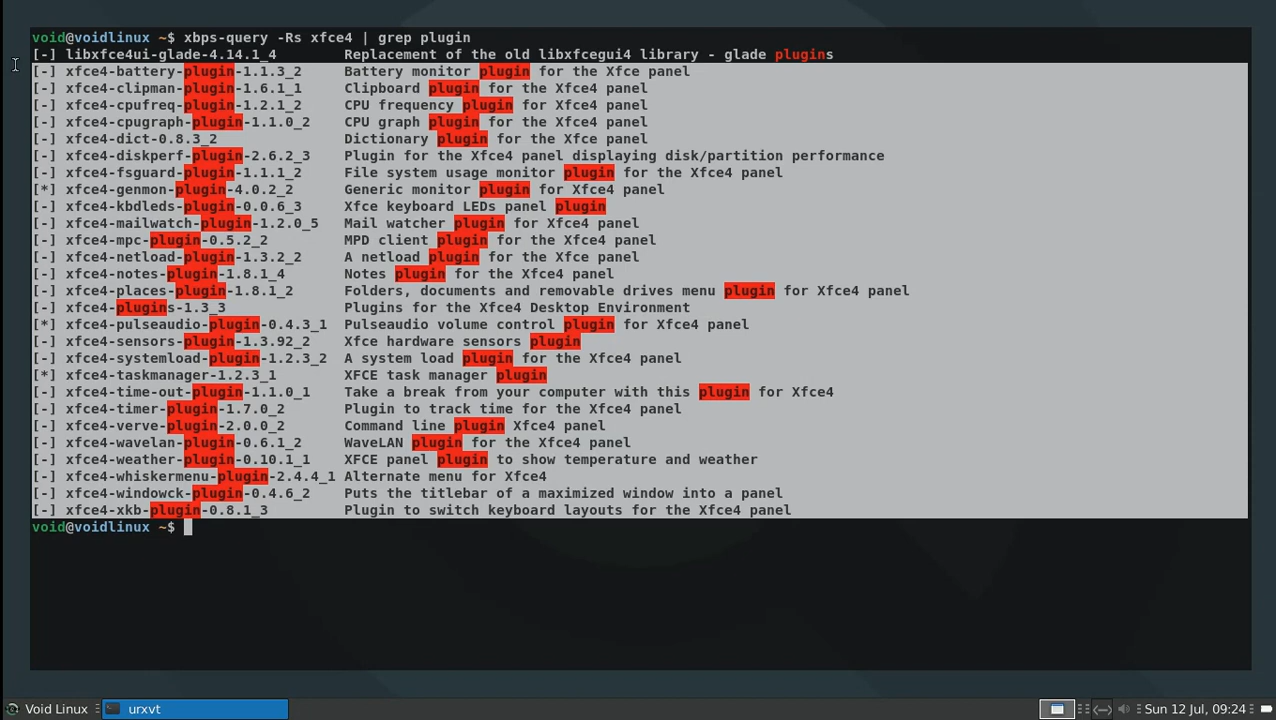 void@voidlinux ~$ xbps-query -Rs xfce4 | grep plugin
[-] libxfce4ui-glade-4.14.1_4 Replacement of the old libxfcegui4 library - glade plugins
[-] xfce4-battery-plugin-1.1.3_2 Battery monitor plugin for the Xfce panel
[-] xfce4-clipman-plugin-1.6.1_1 Clipboard plugin for the Xfce4 panel
[-] xfce4-cpufreq-plugin-1.2.1_2 CPU frequency plugin for Xfce4 panel
[-] xfce4-cpugraph-plugin-1.1.0_2 CPU graph plugin for the Xfce4 panel
[-] xfce4-dict-0.8.3_2 Dictionary plugin for the Xfce panel
[-] xfce4-diskperf-plugin-2.6.2_3 Plugin for the Xfce4 panel displaying disk/partition performance
[-] xfce4-fsguard-plugin-1.1.1_2 File system usage monitor plugin for the Xfce4 panel
[*] xfce4-genmon-plugin-4.0.2_2 Generic monitor plugin for Xfce4 panel
[-] xfce4-kbdleds-plugin-0.0.6_3 Xfce keyboard LEDs panel plugin
[-] xfce4-mailwatch-plugin-1.2.0_5 Mail watcher plugin for the Xfce4 panel
[-] xfce4-mpc-plugin-0.5.2_2 MPD client plugin for the Xfce4 panel
[-] xfce4-netload-plugin-1.3.2_2 A netload plugin for the Xfce panel
[-] xfce4-notes-plugin-1.8.1_4 Notes plugin for the Xfce4 panel
[-] xfce4-places-plugin-1.8.1_2 Folders, documents and removable drives menu plugin for Xfce4 panel
[-] xfce4-plugins-1.3_3 Plugins for the Xfce4 Desktop Environment
[*] xfce4-pulseaudio-plugin-0.4.3_1 Pulseaudio volume control plugin for Xfce4 panel
[-] xfce4-sensors-plugin-1.3.92_2 Xfce hardware sensors plugin
[-] xfce4-systemload-plugin-1.2.3_2 A system load plugin for the Xfce4 panel
[*] xfce4-taskmanager-1.2.3_1 XFCE task manager plugin
[-] xfce4-time-out-plugin-1.1.0_1 Take a break from your computer with this plugin for Xfce4
[-] xfce4-timer-plugin-1.7.0_2 Plugin to track time for the Xfce4 panel
[-] xfce4-verve-plugin-2.0.0_2 Command line plugin Xfce4 panel
[-] xfce4-wavelan-plugin-0.6.1_2 WaveLAN plugin for the Xfce4 panel
[-] xfce4-weather-plugin-0.10.1_1 XFCE panel plugin to show temperature and weather
[-] xfce4-whiskermenu-plugin-2.4.4_1 Alternate menu for Xfce4
[-] xfce4-windowck-plugin-0.4.6_2 Puts the titlebar of a maximized window into a panel
[-] xfce4-xkb-plugin-0.8.1_3 Plugin to switch keyboard layouts for the Xfce4 panel
void@voidlinux ~$
Void Linux urxvt Sun 12 Jul, 09:24